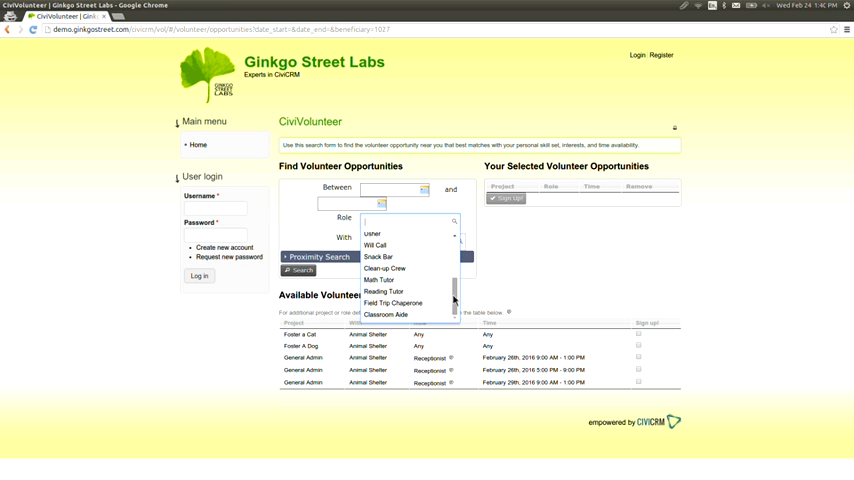 CiviVolunteer | Ginkgo Street Labs - Google Chrome
Wed Feb 24 1:40 PM
CiviVolunteer | Gink
demo.ginkgostreet.com/civicrm/vol/#/volunteer/opportunities?date_start=&date_end=&beneficiary=1027
Ginkgo Street Labs
Experts in CiviCRM
GINKGO
STREET
LABS
Login Register
Main menu
Home
User login
Username *
Password *
Create new account
Request new password
Log in
CiviVolunteer
Use this search form to find the volunteer opportunity near you that best matches with your personal skill set, interests, and time availability.
Find Volunteer Opportunities
Between and
Role
With
Usher
Will Call
Snack Bar
Clean-up Crew
Math Tutor
Reading Tutor
Field Trip Chaperone
Classroom Aide
Proximity Search
Search
Your Selected Volunteer Opportunities
Project Role Time Remove
Sign Up!
Available Voluntee
For additional project or role de the table below.
Project With Time Sign up!
Foster a Cat Animal Shelter Any Any
Foster A Dog Animal Shelter Any Any
General Admin Animal Shelter Receptionist February 26th, 2016 9:00 AM - 1:00 PM
General Admin Animal Shelter Receptionist February 26th, 2016 5:00 PM - 9:00 PM
General Admin Animal Shelter Receptionist February 29th, 2016 9:00 AM - 1:00 PM
empowered by CIVICRM